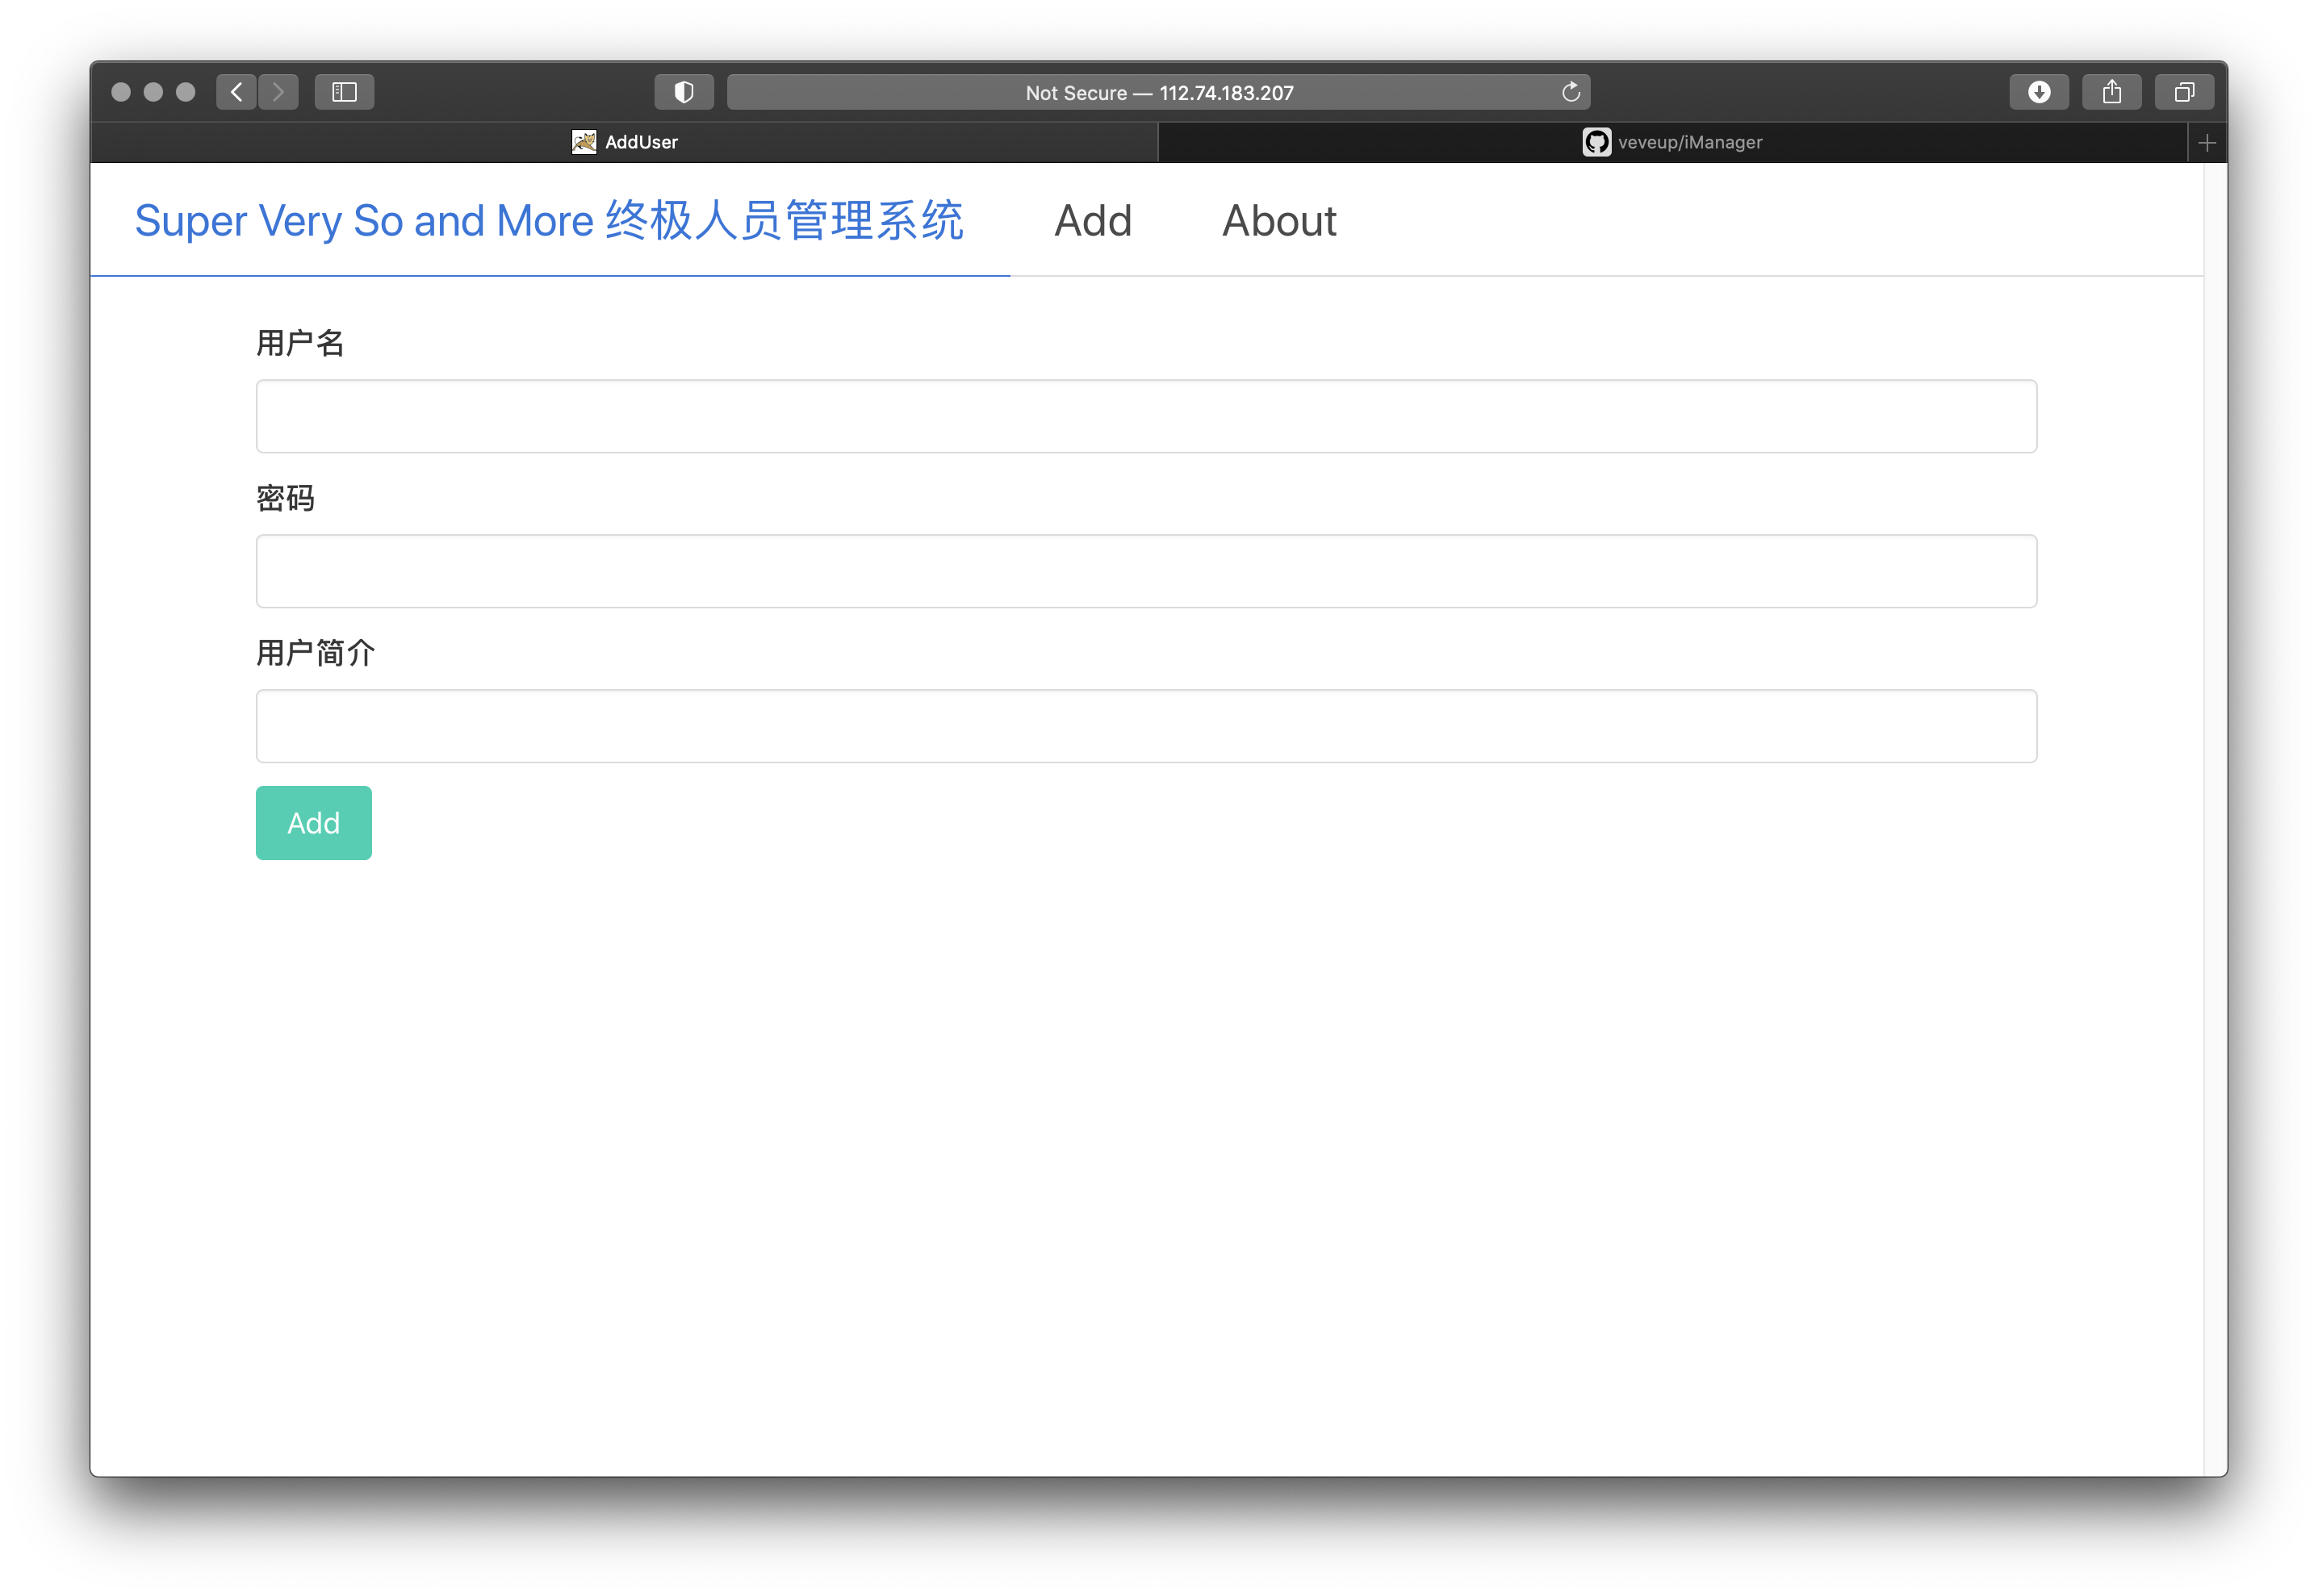 Not Secure — 112.74.183.207
AddUser
veveup/iManager
Super Very So and More 终极人员管理系统
Add
About
用户名
密码
用户简介
Add